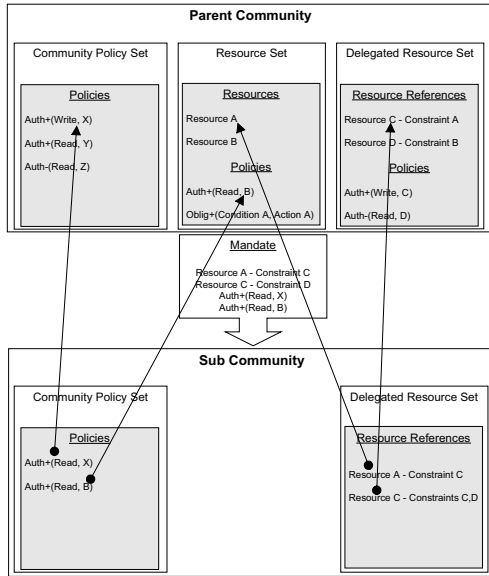 Parent Community
Community Policy Set
Policies
Auth+(Write, X)
Auth+(Read, Y)
Auth-(Read, Z)
Resource Set
Resources
Resource A
Resource B
Policies
Auth+(Read, B)
Oblig+(Condition A, Action A)
Delegated Resource Set
Resource References
Resource C - Constraint A
Resource D - Constraint B
Policies
Auth+(Write, C)
Auth-(Read, D)
Mandate
Resource A - Constraint C
Resource C - Constraint D
Auth+(Read, X)
Auth+(Read, B)
Sub Community
Community Policy Set
Policies
Auth+(Read, X)
Auth+(Read, B)
Delegated Resource Set
Resource References
Resource A - Constraint C
Resource C - Constraints C,D